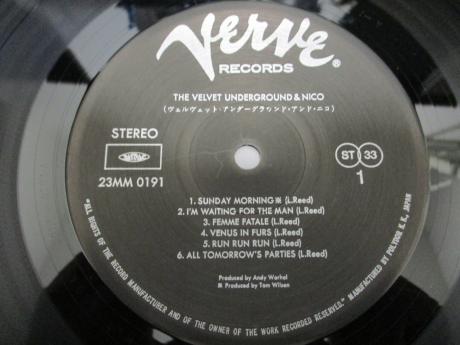 Verve
RECORDS ®
THE VELVET UNDERGROUND & NICO
(ヴェルヴェット・アンダーグラウンド・アンド・ニコ)
STEREO
ST 33
23MM 0191
1
1. SUNDAY MORNING※ (L.Reed)
2. I'M WAITING FOR THE MAN (L.Reed)
3. FEMME FATALE (L.Reed)
4. VENUS IN FURS (L.Reed)
5. RUN RUN RUN (L.Reed)
6. ALL TOMORROW'S PARTIES (L.Reed)
Produced by Andy Warhol
※ Produced by Tom Wilson
"ALL RIGHTS OF THE RECORD MANUFACTURER AND OF THE OWNER OF THE WORK RECORDED RESERVED." MANUFACTURED BY POLYDOR K.K., JAPAN